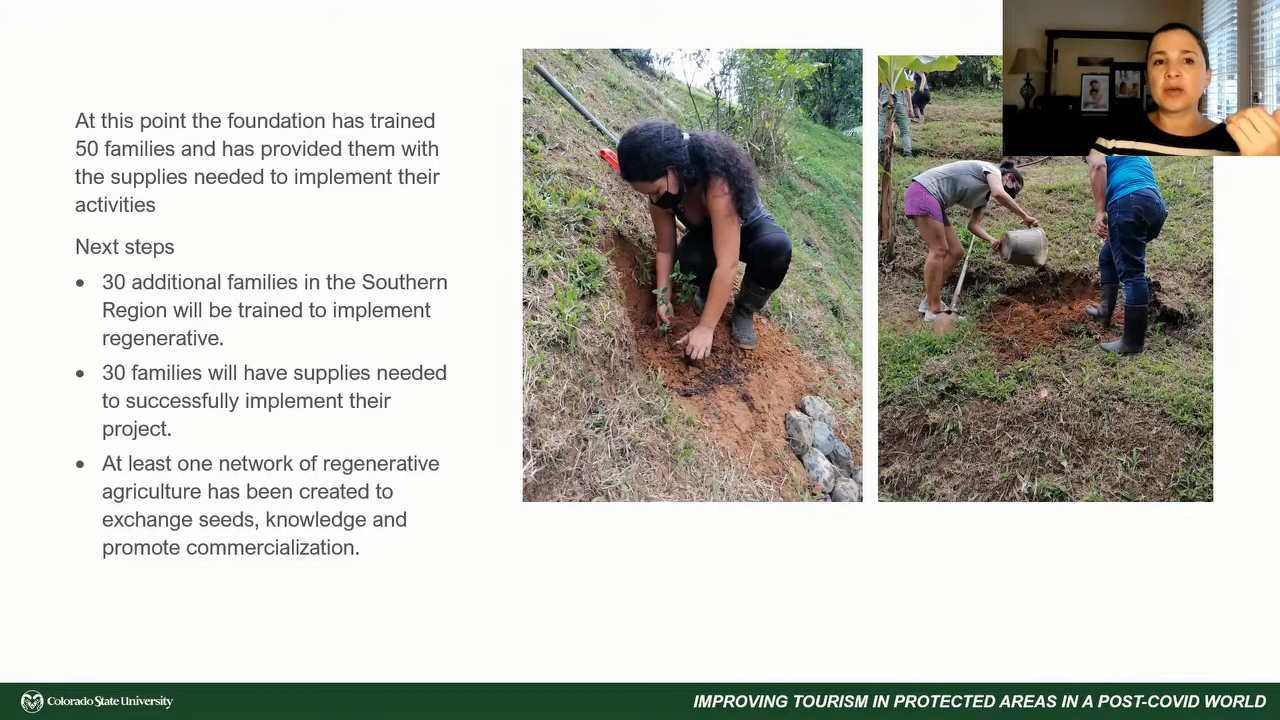 At this point the foundation has trained
50 families and has provided them with
the supplies needed to implement their
activities
Next steps
• 30 additional families in the Southern
Region will be trained to implement
regenerative.
• 30 families will have supplies needed
to successfully implement their
project.
• At least one network of regenerative
agriculture has been created to
exchange seeds, knowledge and
promote commercialization.
Colorado State University
IMPROVING TOURISM IN PROTECTED AREAS IN A POST-COVID WORLD